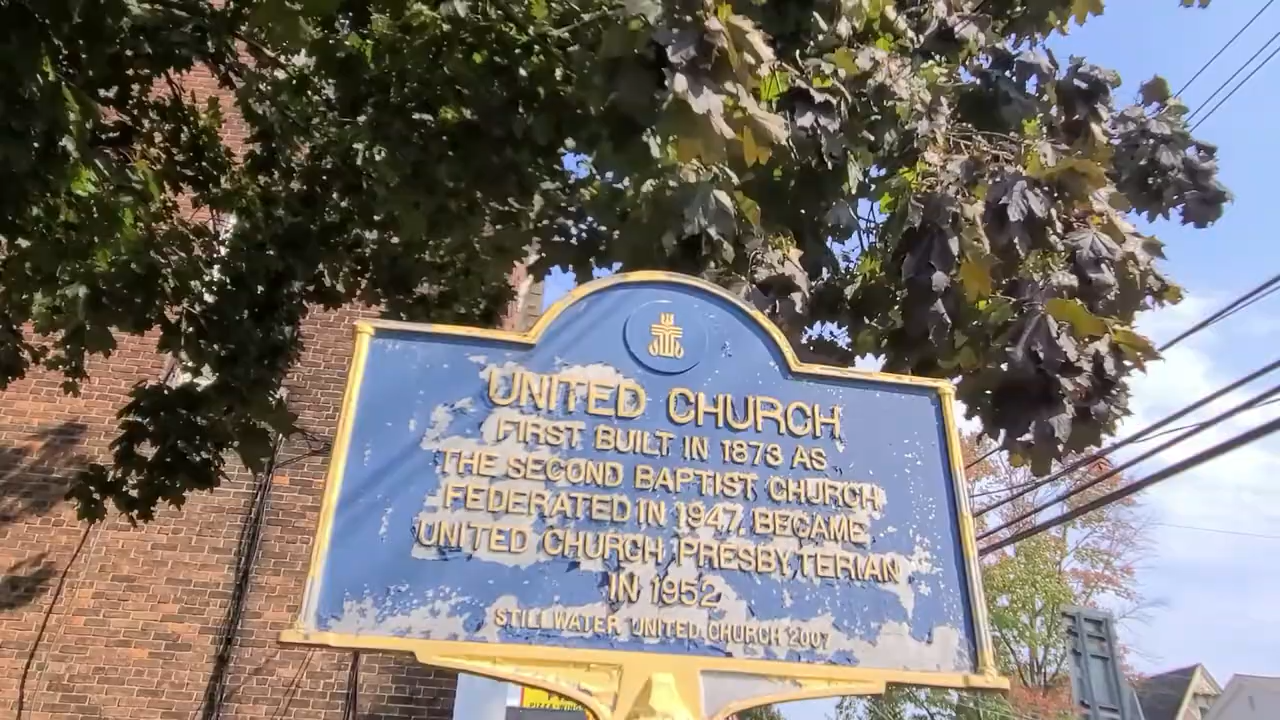 UNITED CHURCH
FIRST BUILT IN 1873 AS
THE SECOND BAPTIST CHURCH
FEDERATED IN 1947, BECAME
UNITED CHURCH PRESBYTERIAN
IN 1952
STILLWATER UNITED CHURCH 2007